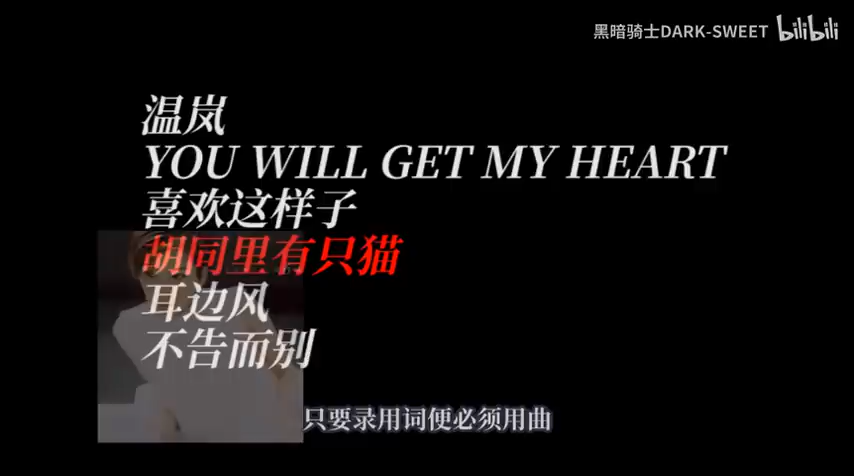 黑暗骑士DARK-SWEET bilibili
温岚
YOU WILL GET MY HEART
喜欢这样子
胡同里有只猫
耳边风
不告而别
只要录用词便必须用曲